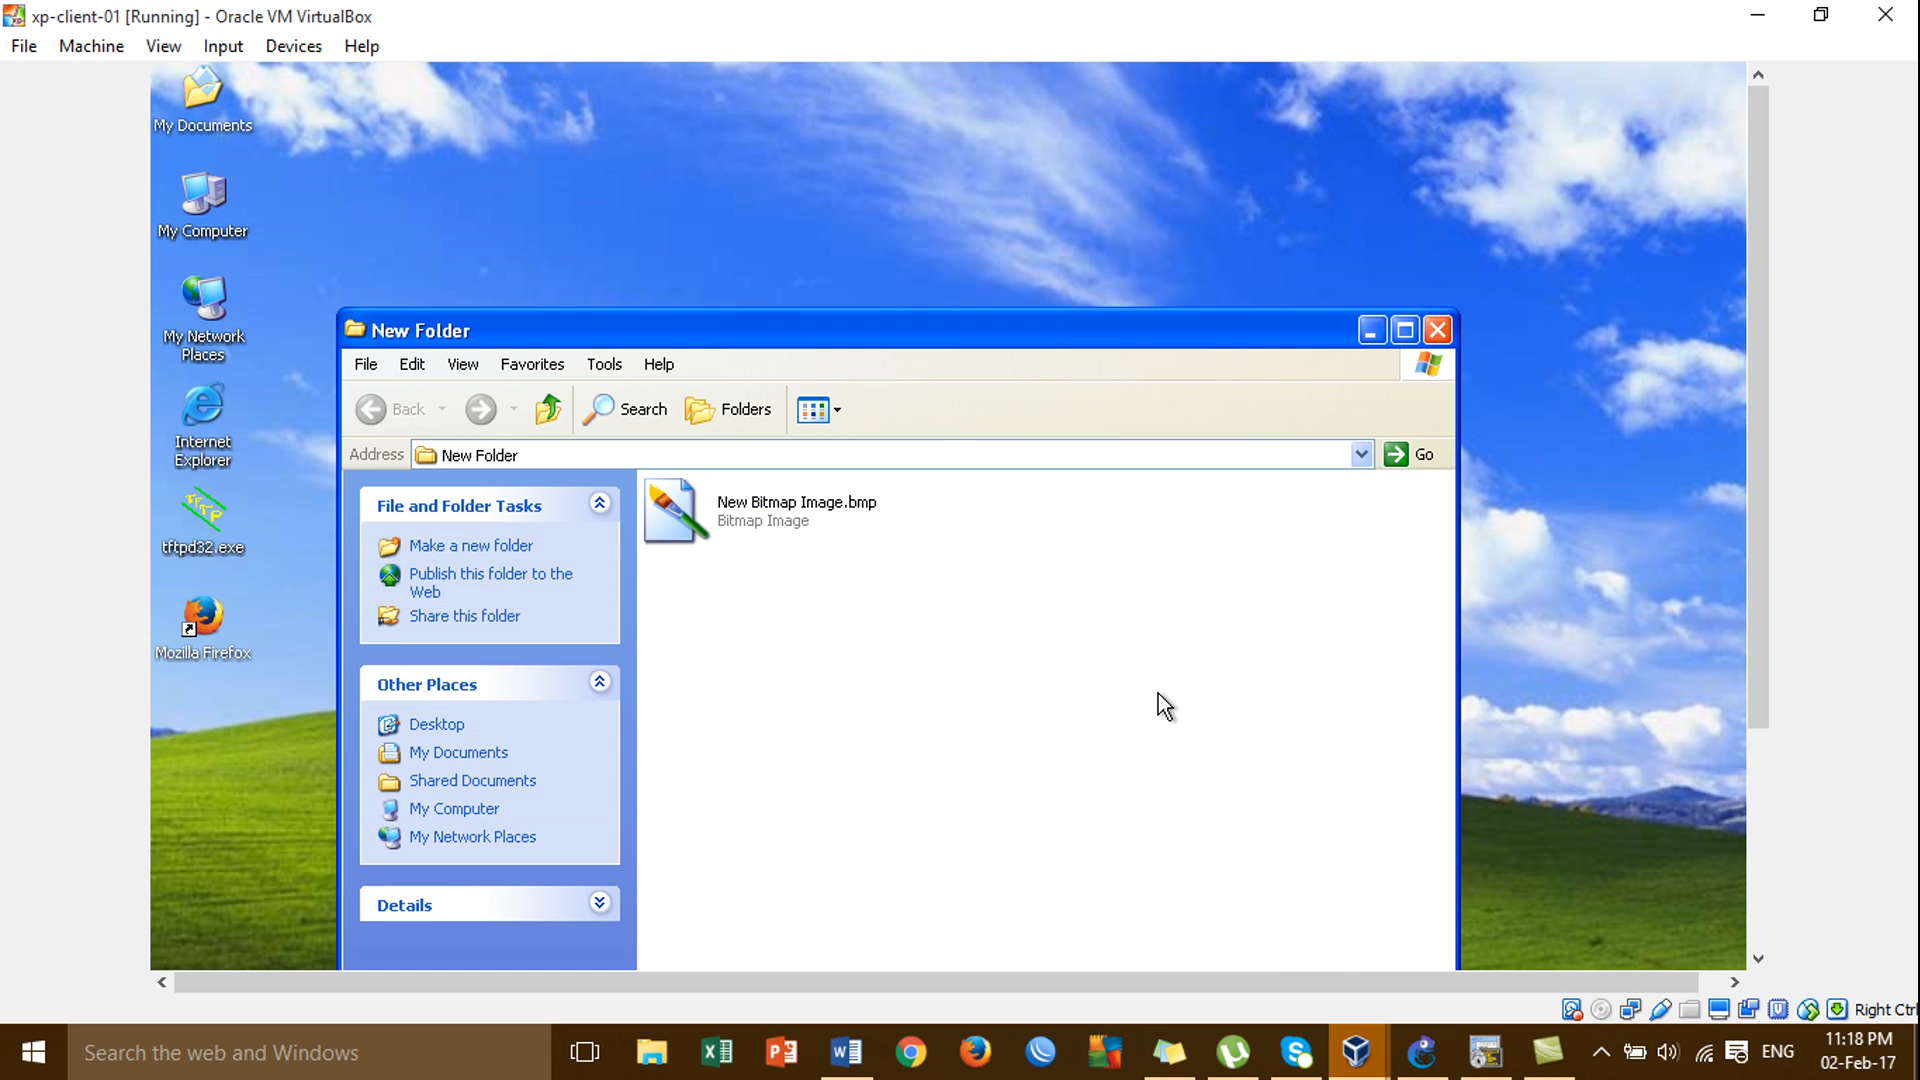 xp-client-01 [Running] - Oracle VM VirtualBox
File Machine View Input Devices Help
My Documents
My Computer
My Network
Places
Internet
Explorer
TFTP
tftpd32.exe
Mozilla Firefox
New Folder
File Edit View Favorites Tools Help
Back Search Folders
Address New Folder Go
File and Folder Tasks
Make a new folder
Publish this folder to the
Web
Share this folder
Other Places
Desktop
My Documents
Shared Documents
My Computer
My Network Places
Details
New Bitmap Image.bmp
Bitmap Image
Right Ctrl
Search the web and Windows
ENG
11:18 PM
02-Feb-17